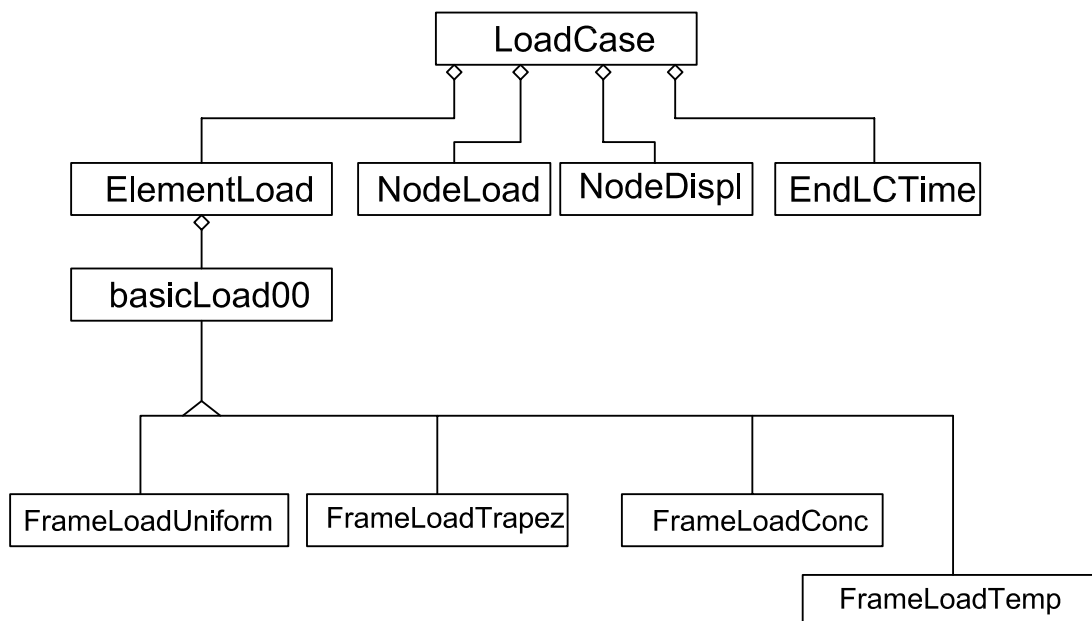 LoadCase
ElementLoad
NodeLoad
NodeDispl
EndLCTime
basicLoad00
FrameLoadUniform
FrameLoadTrapez
FrameLoadConc
FrameLoadTemp